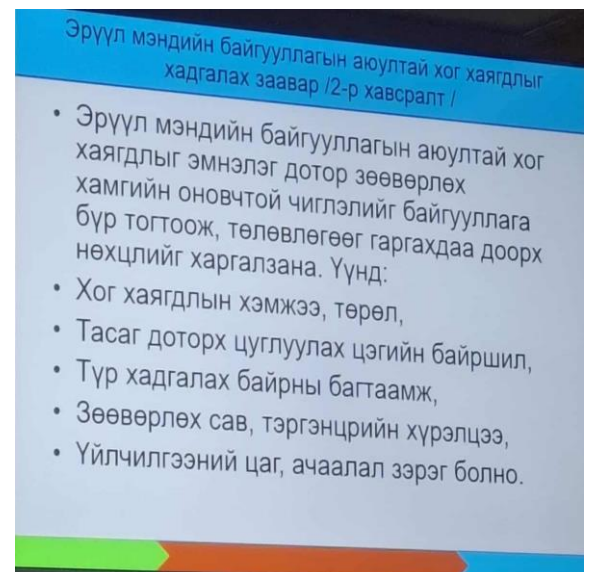 Эрүүл мэндийн байгууллагын аюултай хог хаягдлыг
хадгалах заавар /2-р хавсралт /
• Эрүүл мэндийн байгууллагын аюултай хог
хаягдлыг эмнэлэг дотор зөөвөрлөх
хамгийн оновчтой чиглэлийг байгууллага
бүр тогтоож, төлөвлөгөөг гаргахдаа доорх
нөхцлийг харгалзана. Үүнд:
• Хог хаягдлын хэмжээ, төрөл,
• Тасаг доторх цуглуулах цэгийн байршил,
• Түр хадгалах байрны багтаамж,
• Зөөвөрлөх сав, тэргэнцрийн хүрэлцээ,
• Үйлчилгээний цаг, ачаалал зэрэг болно.